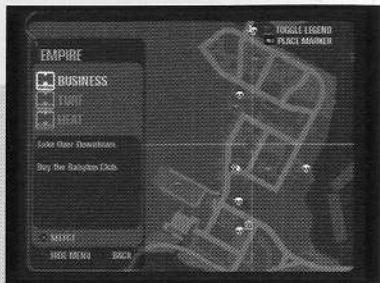 TOGGLE LEGEND
PLACE MARKER
EMPIRE
BUSINESS
TURF
HEAT
Take Over Downtown
Buy the Babylon Club
SELECT
HIDE MENU BACK